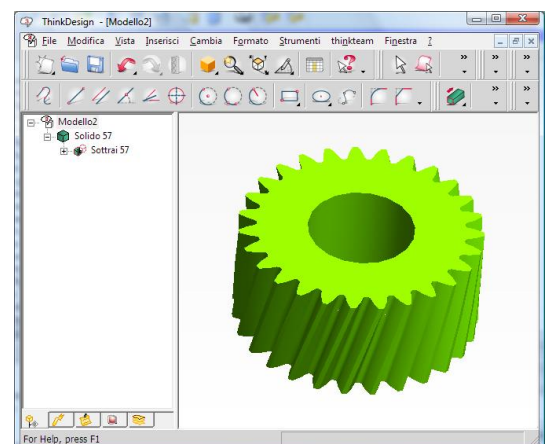 ThinkDesign - [Modello2]
File Modifica Vista Inserisci Cambia Formato Strumenti thinkteam Finestra ?
Modello2
Solido 57
Sottrai 57
For Help, press F1